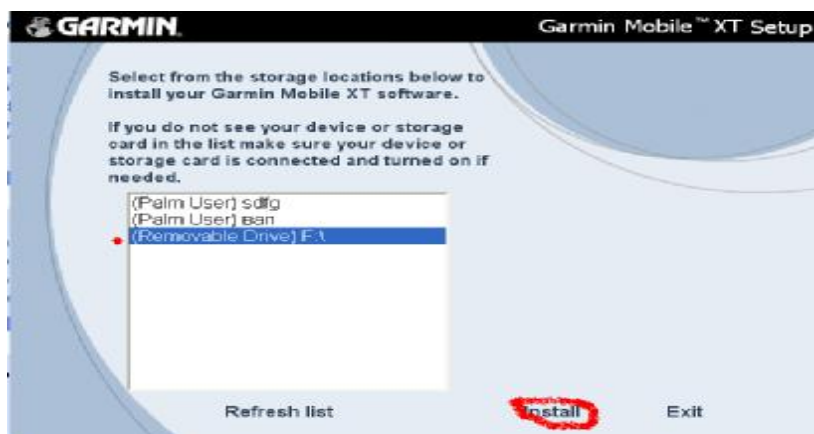 GARMIN.
Garmin Mobile™ XT Setup
Select from the storage locations below to
install your Garmin Mobile XT software.
If you do not see your device or storage
card in the list make sure your device or
storage card is connected and turned on if
needed.
(Palm User) sdfg
(Palm User) вап
(Removable Drive) F:\
Refresh list
Install
Exit